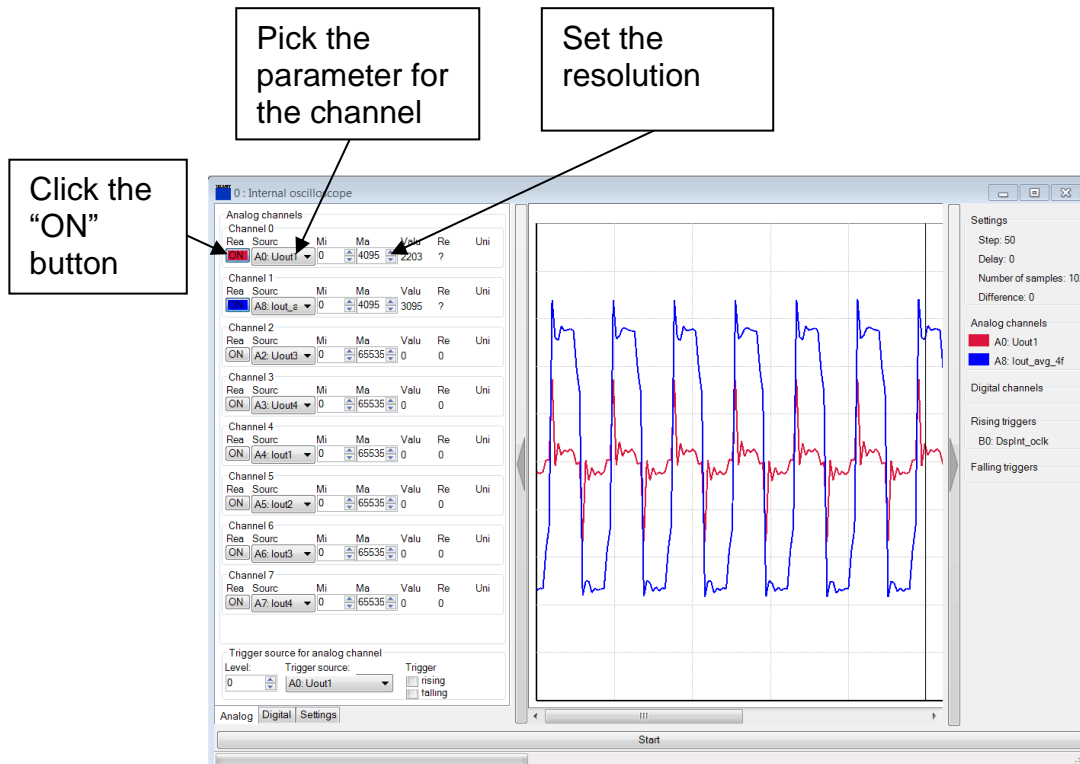 Pick the
parameter for
the channel
Set the
resolution
Click the
“ON”
button
0 : Internal oscilloscope
Analog channels
Channel 0
Rea Sourc Mi Ma Valu Re Uni
ON A0: Uout1 0 4095 2203 ?
Channel 1
Rea Sourc Mi Ma Valu Re Uni
ON A8: Iout_a 0 4095 3095 ?
Channel 2
Rea Sourc Mi Ma Valu Re Uni
ON A2: Uout3 0 65535 0 0
Channel 3
Rea Sourc Mi Ma Valu Re Uni
ON A3: Uout4 0 65535 0 0
Channel 4
Rea Sourc Mi Ma Valu Re Uni
ON A4: Iout1 0 65535 0 0
Channel 5
Rea Sourc Mi Ma Valu Re Uni
ON A5: Iout2 0 65535 0 0
Channel 6
Rea Sourc Mi Ma Valu Re Uni
ON A6: Iout3 0 65535 0 0
Channel 7
Rea Sourc Mi Ma Valu Re Uni
ON A7: Iout4 0 65535 0 0
Trigger source for analog channel
Level: Trigger source: Trigger
0 A0: Uout1 rising
falling
Analog Digital Settings
Start
Settings
Step: 50
Delay: 0
Number of samples: 10
Difference: 0
Analog channels
A0: Uout1
A8: Iout_avg_4f
Digital channels
Rising triggers
B0: DspInt_oclk
Falling triggers